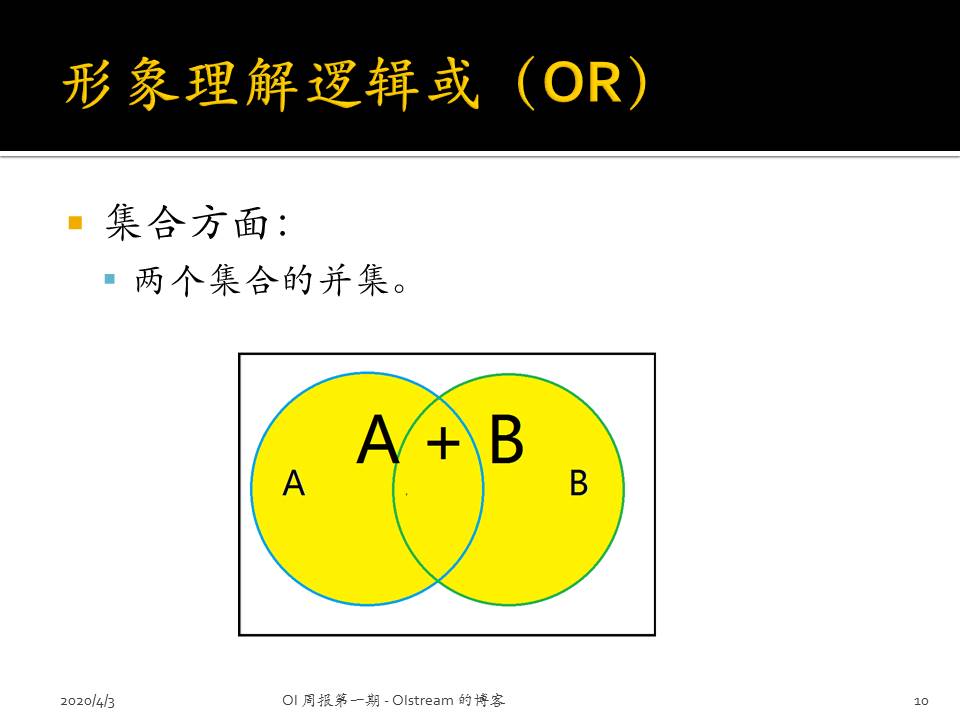 形象理解逻辑或（OR）
集合方面：
两个集合的并集。
A + B
A
B
2020/4/3
OI 周报第一期 - OIstream 的博客
10